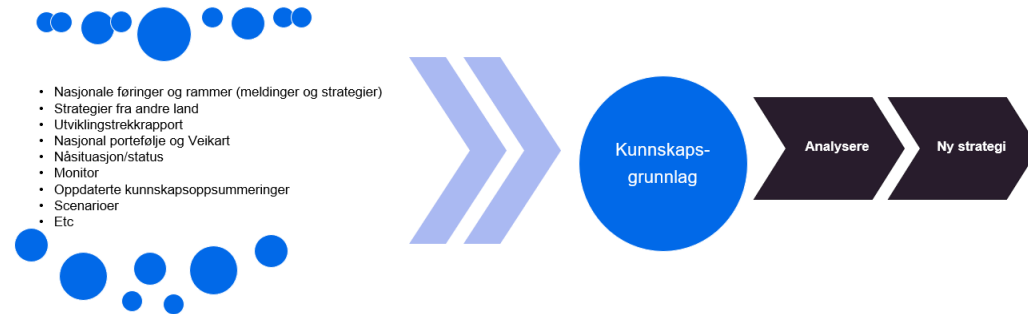 • Nasjonale føringer og rammer (meldinger og strategier)
• Strategier fra andre land
• Utviklingstrekkrapport
• Nasjonal portefølje og Veikart
• Nåsituasjon/status
• Monitor
• Oppdaterte kunnskapsoppsummeringer
• Scenarioer
• Etc
Kunnskaps-
grunnlag
Analysere
Ny strategi